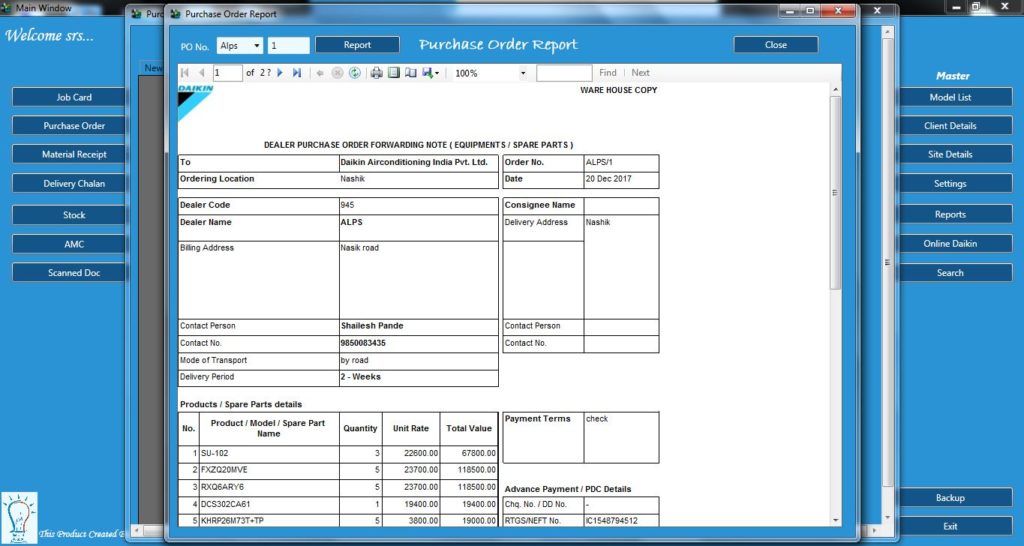 Main Window
Purc
Purchase Order Report
Welcome srs...
PO No. Alps 1 Report Purchase Order Report Close
New
1 of 2 ? 100% Find | Next
Master
Job Card
Purchase Order
Material Receipt
Delivery Chalan
Stock
AMC
Scanned Doc
Model List
Client Details
Site Details
Settings
Reports
Online Daikin
Search
Backup
Exit
DAIKIN
WARE HOUSE COPY
DEALER PURCHASE ORDER FORWARDING NOTE ( EQUIPMENTS / SPARE PARTS )
To Daikin Airconditioning India Pvt. Ltd. Order No. ALPS/1
Ordering Location Nashik Date 20 Dec 2017
Dealer Code 945 Consignee Name
Dealer Name ALPS Delivery Address Nashik
Billing Address Nasik road
Contact Person Shailesh Pande Contact Person
Contact No. 9850083435 Contact No.
Mode of Transport by road
Delivery Period 2 - Weeks
Products / Spare Parts details
No. Product / Model / Spare Part Name Quantity Unit Rate Total Value Payment Terms check
1 SU-102 3 22600.00 67800.00
2 FXZQ20MVE 5 23700.00 118500.00
3 RXQ6ARY6 5 23700.00 118500.00
Advance Payment / PDC Details
4 DCS302CA61 1 19400.00 19400.00 Chq. No. / DD No. -
5 KHRP26M73T+TP 5 3800.00 19000.00 RTGS/NEFT No. IC1548794512
This Product Created B